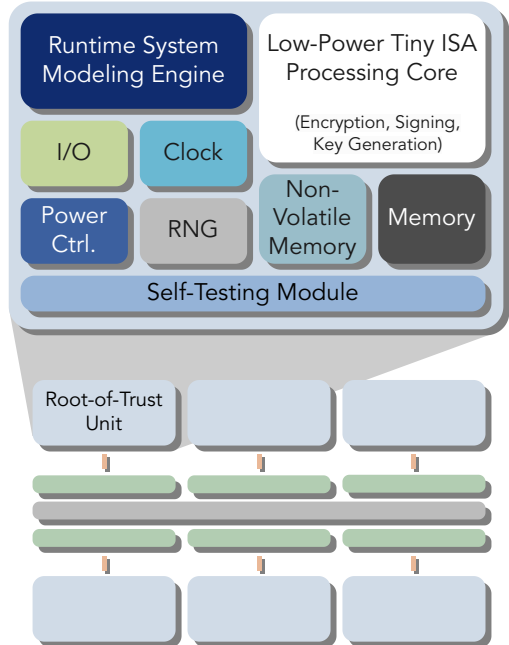 Runtime System
Modeling Engine
Low-Power Tiny ISA
Processing Core
(Encryption, Signing,
Key Generation)
I/O
Clock
Power
Ctrl.
RNG
Non-
Volatile
Memory
Memory
Self-Testing Module
Root-of-Trust
Unit